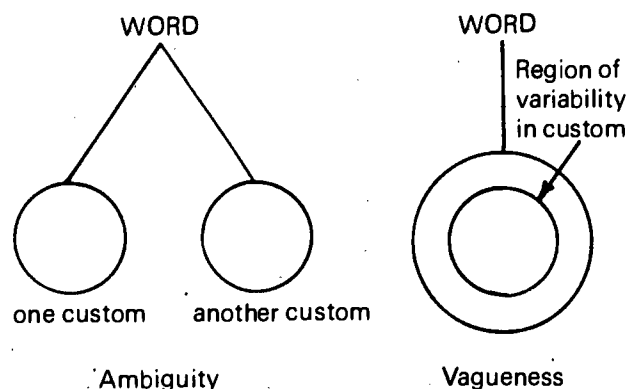 WORD
one custom
another custom
Ambiguity
WORD
Region of
variability
in custom
Vagueness